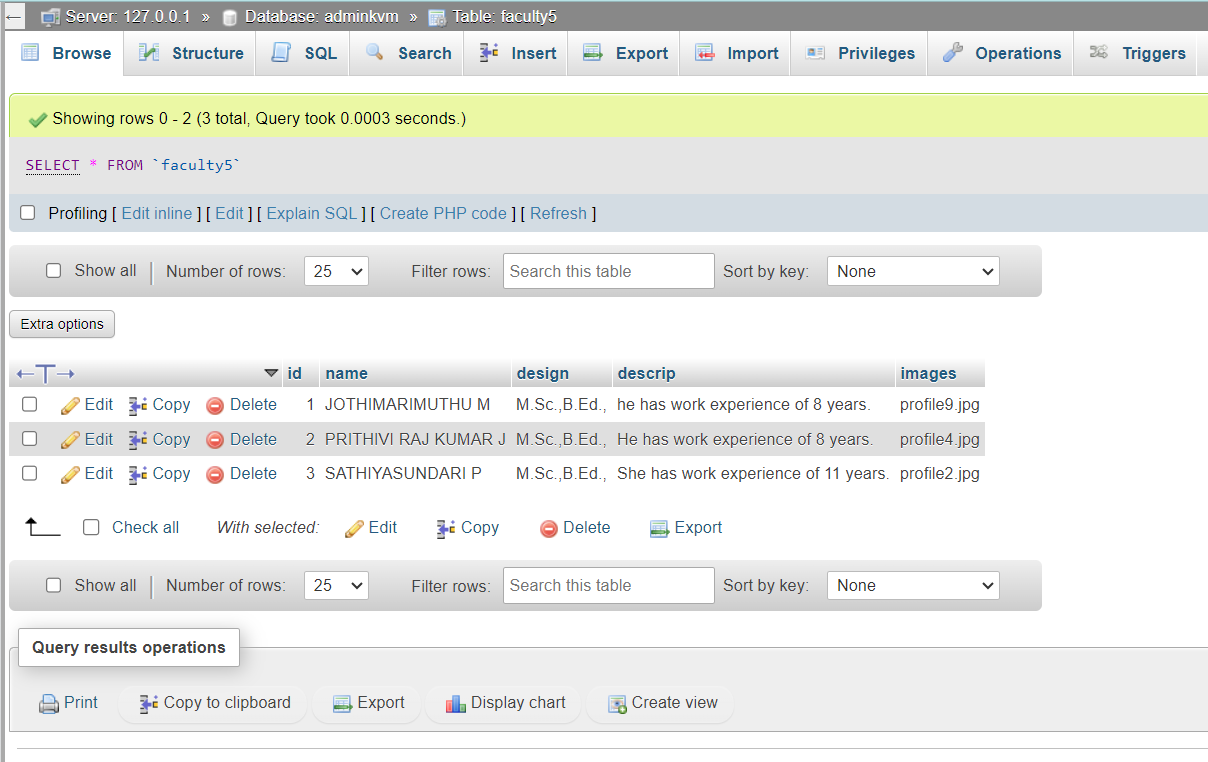 Server: 127.0.0.1 » Database: adminkvm » Table: faculty5
Browse Structure SQL Search Insert Export Import Privileges Operations Triggers
Showing rows 0 - 2 (3 total, Query took 0.0003 seconds.)
SELECT * FROM `faculty5`
Profiling [ Edit inline ] [ Edit ] [ Explain SQL ] [ Create PHP code ] [ Refresh ]
Show all Number of rows: 25 Filter rows: Search this table Sort by key: None
Extra options
id name design descrip images
Edit Copy Delete 1 JOTHIMARIMUTHU M M.Sc.,B.Ed., he has work experience of 8 years. profile9.jpg
Edit Copy Delete 2 PRITHIVI RAJ KUMAR J M.Sc.,B.Ed., He has work experience of 8 years. profile4.jpg
Edit Copy Delete 3 SATHIYASUNDARI P M.Sc.,B.Ed., She has work experience of 11 years. profile2.jpg
Check all With selected: Edit Copy Delete Export
Show all Number of rows: 25 Filter rows: Search this table Sort by key: None
Query results operations
Print Copy to clipboard Export Display chart Create view